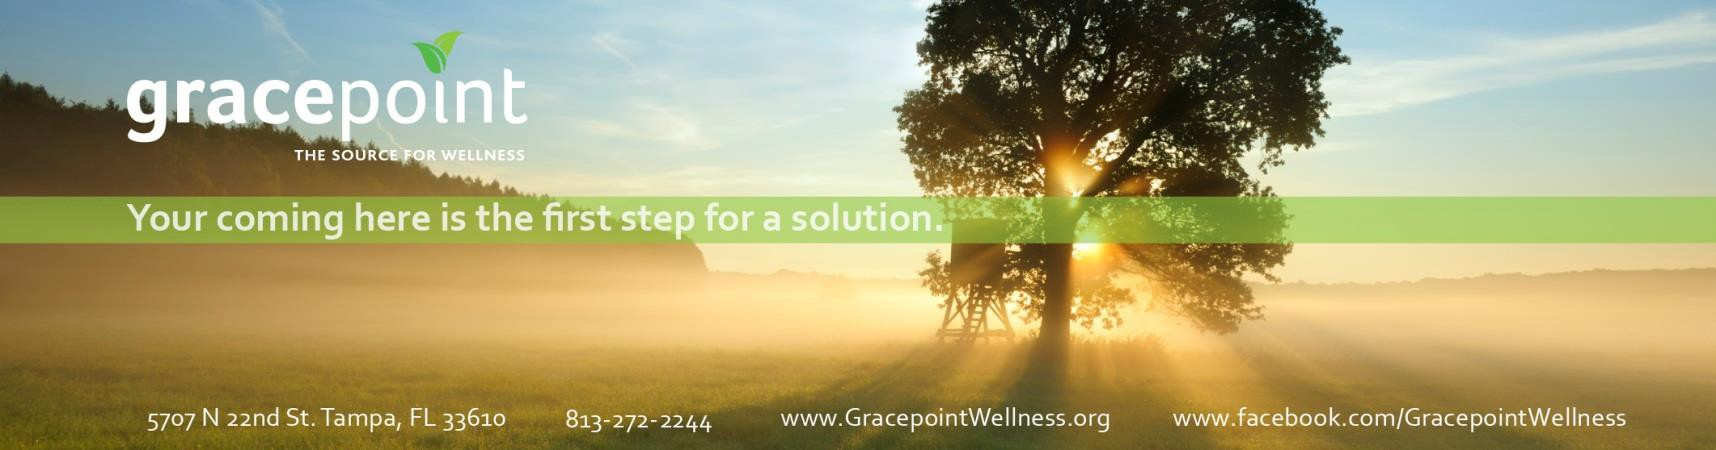 gracepoint
THE SOURCE FOR WELLNESS
Your coming here is the first step for a solution.
5707 N 22nd St. Tampa, FL 33610 813-272-2244 www.GracepointWellness.org www.facebook.com/GracepointWellness